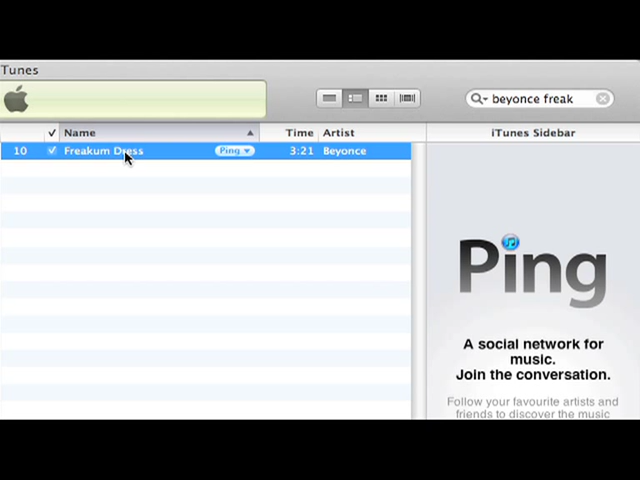 Tunes
beyonce freak
✓ Name Time Artist iTunes Sidebar
10 Freakum Dress Ping 3:21 Beyonce
Ping
A social network for
music.
Join the conversation.
Follow your favourite artists and
friends to discover the music